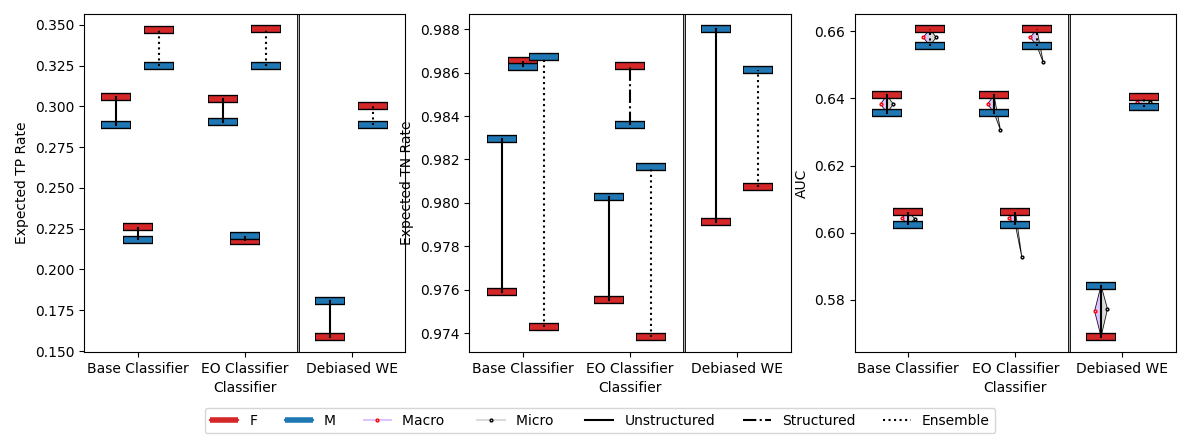 Expected TP Rate
0.350
0.325
0.300
0.275
0.250
0.225
0.200
0.175
0.150
Base Classifier EO Classifier Debiased WE
Classifier
Expected TN Rate
0.988
0.986
0.984
0.982
0.980
0.978
0.976
0.974
Base Classifier EO Classifier Debiased WE
Classifier
AUC
0.66
0.64
0.62
0.60
0.58
Base Classifier EO Classifier Debiased WE
Classifier
F M Macro Micro Unstructured Structured Ensemble